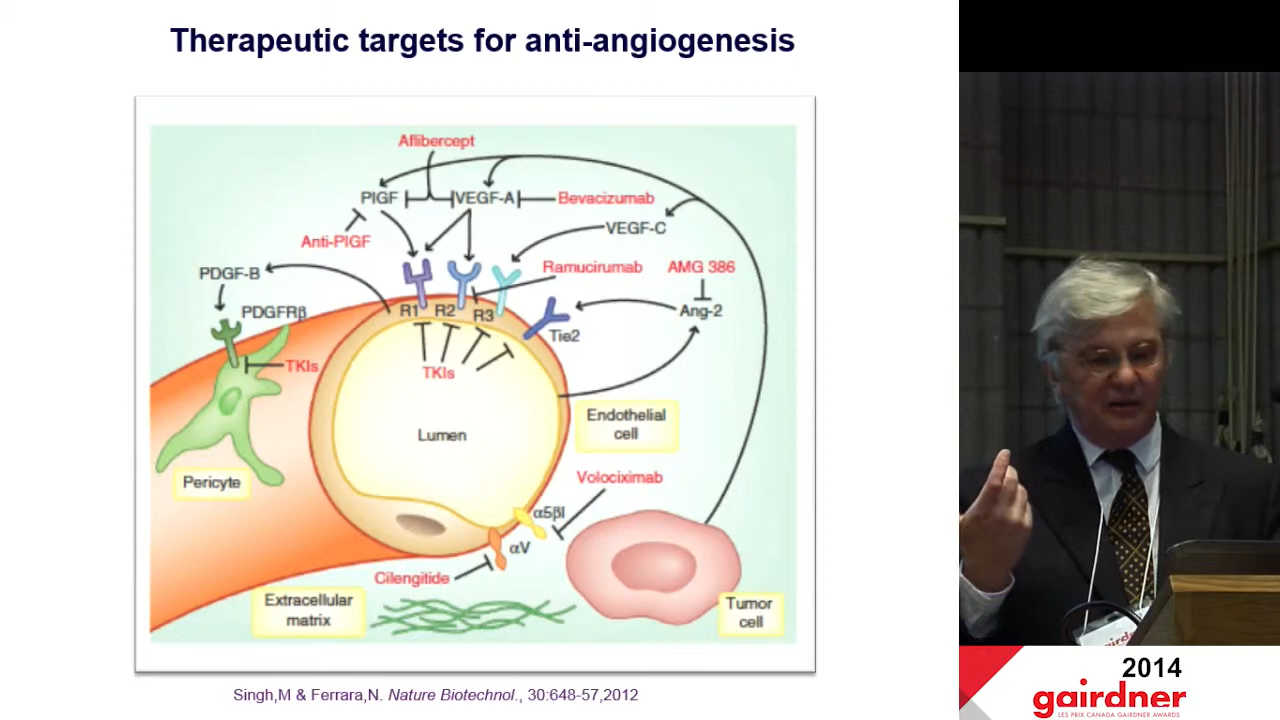 Therapeutic targets for anti-angiogenesis
Aflibercept
PlGF
VEGF-A
Bevacizumab
Anti-PlGF
VEGF-C
PDGF-B
Ramucirumab
AMG 386
PDGFRβ
R1
R2
R3
Ang-2
Tie2
TKIs
TKIs
Endothelial
cell
Lumen
Pericyte
Volociximab
α5βI
αV
Cilengitide
Extracellular
matrix
Tumor
cell
Singh,M & Ferrara,N. Nature Biotechnol., 30:648-57,2012
2014
gairdner
LES PRIX CANADA GAIRDNER AWARDS